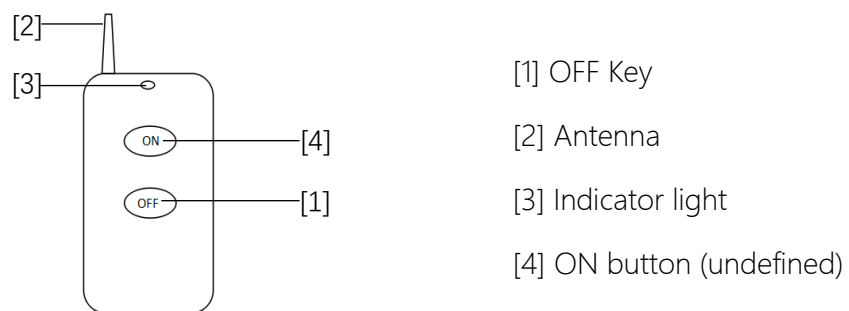 [2]
[3]
ON
[4]
OFF
[1]
[1] OFF Key
[2] Antenna
[3] Indicator light
[4] ON button (undefined)